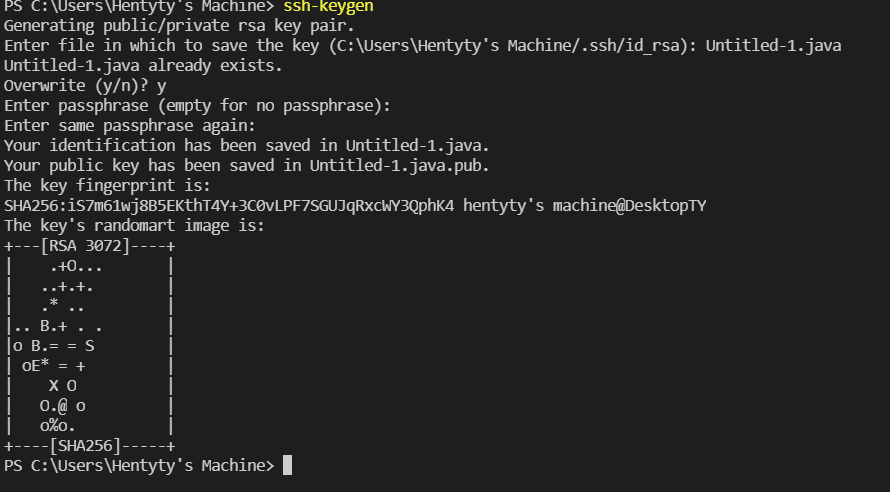 PS C:\Users\Hentyty's Machine> ssh-keygen
Generating public/private rsa key pair.
Enter file in which to save the key (C:\Users\Hentyty's Machine/.ssh/id_rsa): Untitled-1.java
Untitled-1.java already exists.
Overwrite (y/n)? y
Enter passphrase (empty for no passphrase):
Enter same passphrase again:
Your identification has been saved in Untitled-1.java.
Your public key has been saved in Untitled-1.java.pub.
The key fingerprint is:
SHA256:iS7m61wj8B5EKthT4Y+3C0vLPF7SGUJqRxcWY3QphK4 hentyty's machine@DesktopTY
The key's randomart image is:
+---[RSA 3072]----+
|    .+O...       |
|   ..+.+.        |
|   .* ..         |
|.. B.+ . .       |
|o B.= = S        |
| oE* = +         |
|    X O          |
|   O.@ o         |
|   o%o.          |
+----[SHA256]-----+
PS C:\Users\Hentyty's Machine>